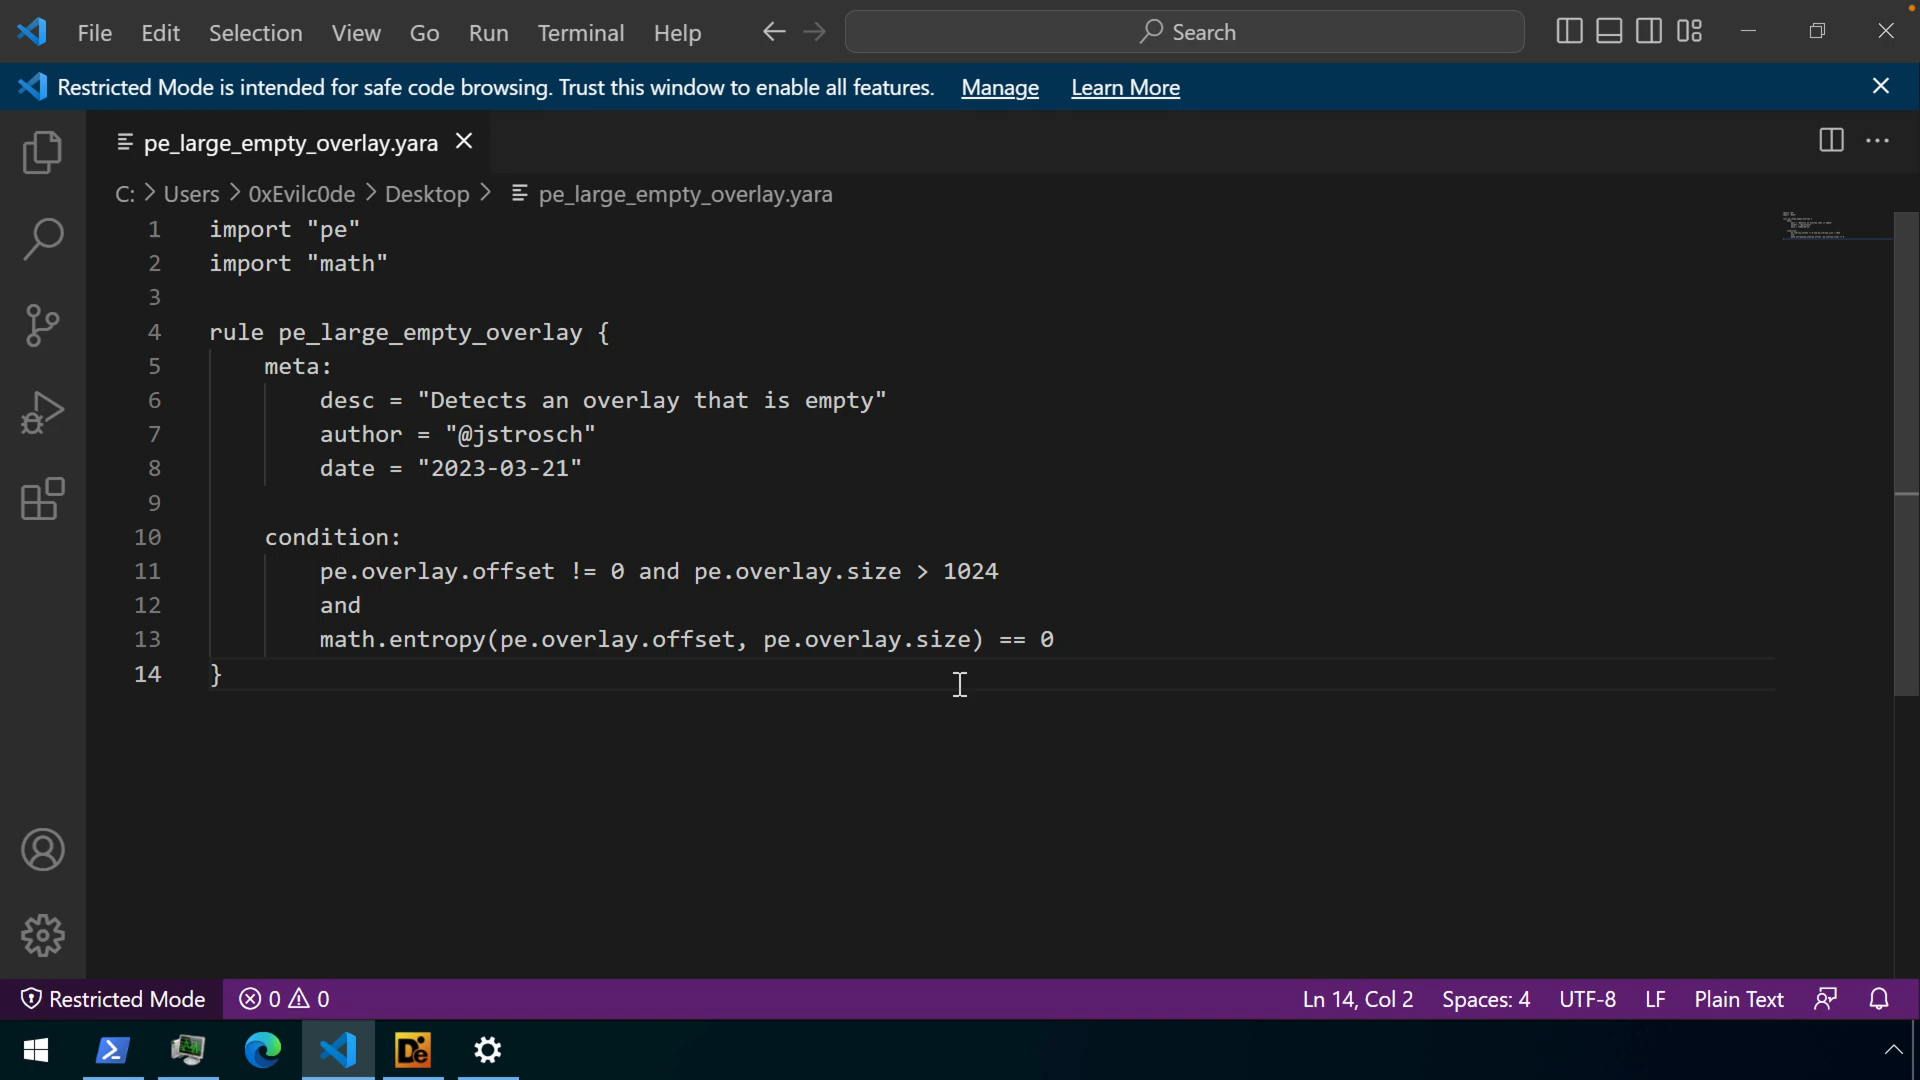 File Edit Selection View Go Run Terminal Help Search
Restricted Mode is intended for safe code browsing. Trust this window to enable all features. Manage Learn More
pe_large_empty_overlay.yara
C: > Users > 0xEvilc0de > Desktop > pe_large_empty_overlay.yara
1 import "pe"
2 import "math"
3
4 rule pe_large_empty_overlay {
5 meta:
6 desc = "Detects an overlay that is empty"
7 author = "@jstrosch"
8 date = "2023-03-21"
9
10 condition:
11 pe.overlay.offset != 0 and pe.overlay.size > 1024
12 and
13 math.entropy(pe.overlay.offset, pe.overlay.size) == 0
14 }
Restricted Mode 0 0 Ln 14, Col 2 Spaces: 4 UTF-8 LF Plain Text
De